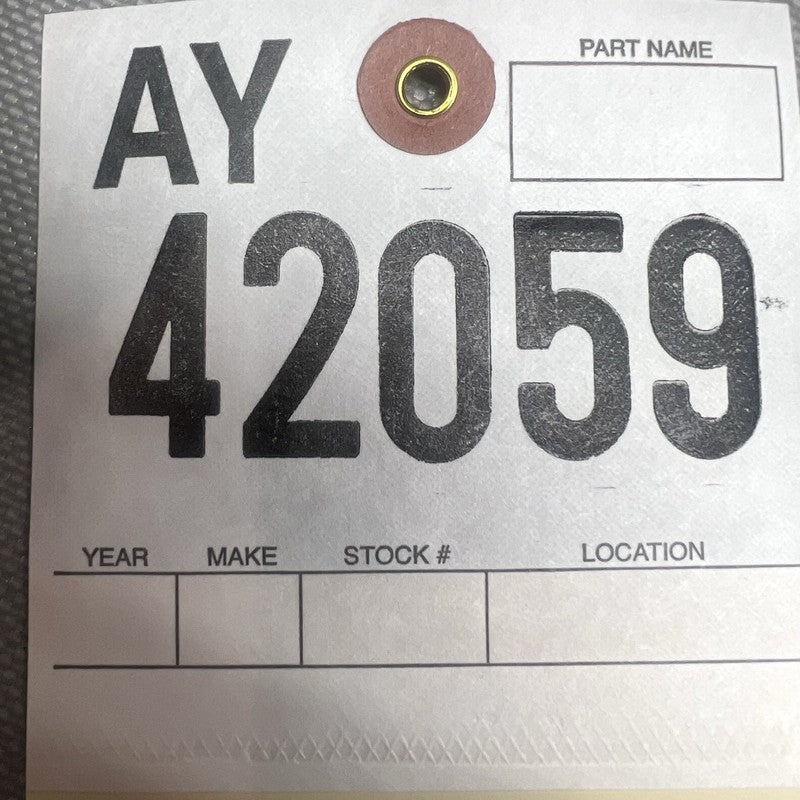 AY
PART NAME
42059
YEAR MAKE STOCK # LOCATION